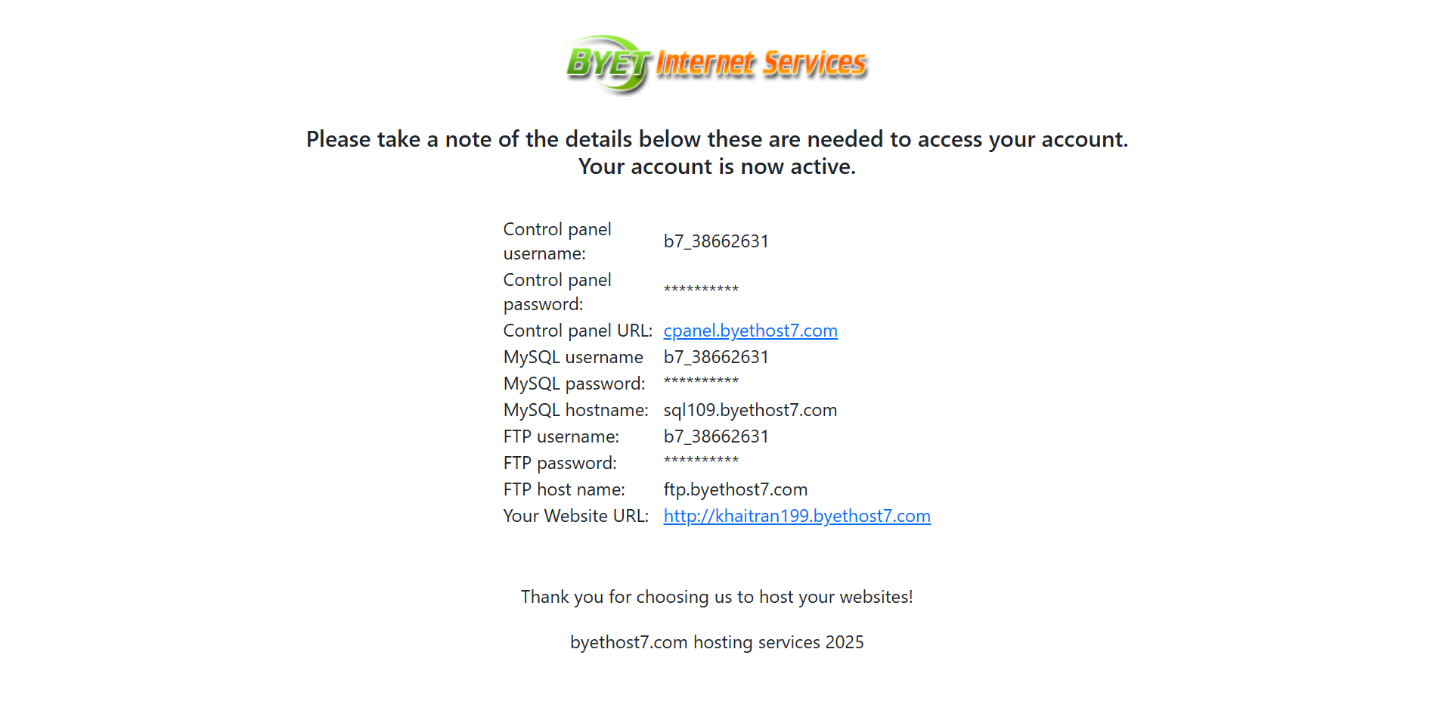 BYET Internet Services
Please take a note of the details below these are needed to access your account.
Your account is now active.
Control panel
username:
b7_38662631
Control panel
password:
**********
Control panel URL: cpanel.byethost7.com
MySQL username b7_38662631
MySQL password: **********
MySQL hostname: sql109.byethost7.com
FTP username: b7_38662631
FTP password: **********
FTP host name: ftp.byethost7.com
Your Website URL: http://khaitran199.byethost7.com
Thank you for choosing us to host your websites!
byethost7.com hosting services 2025